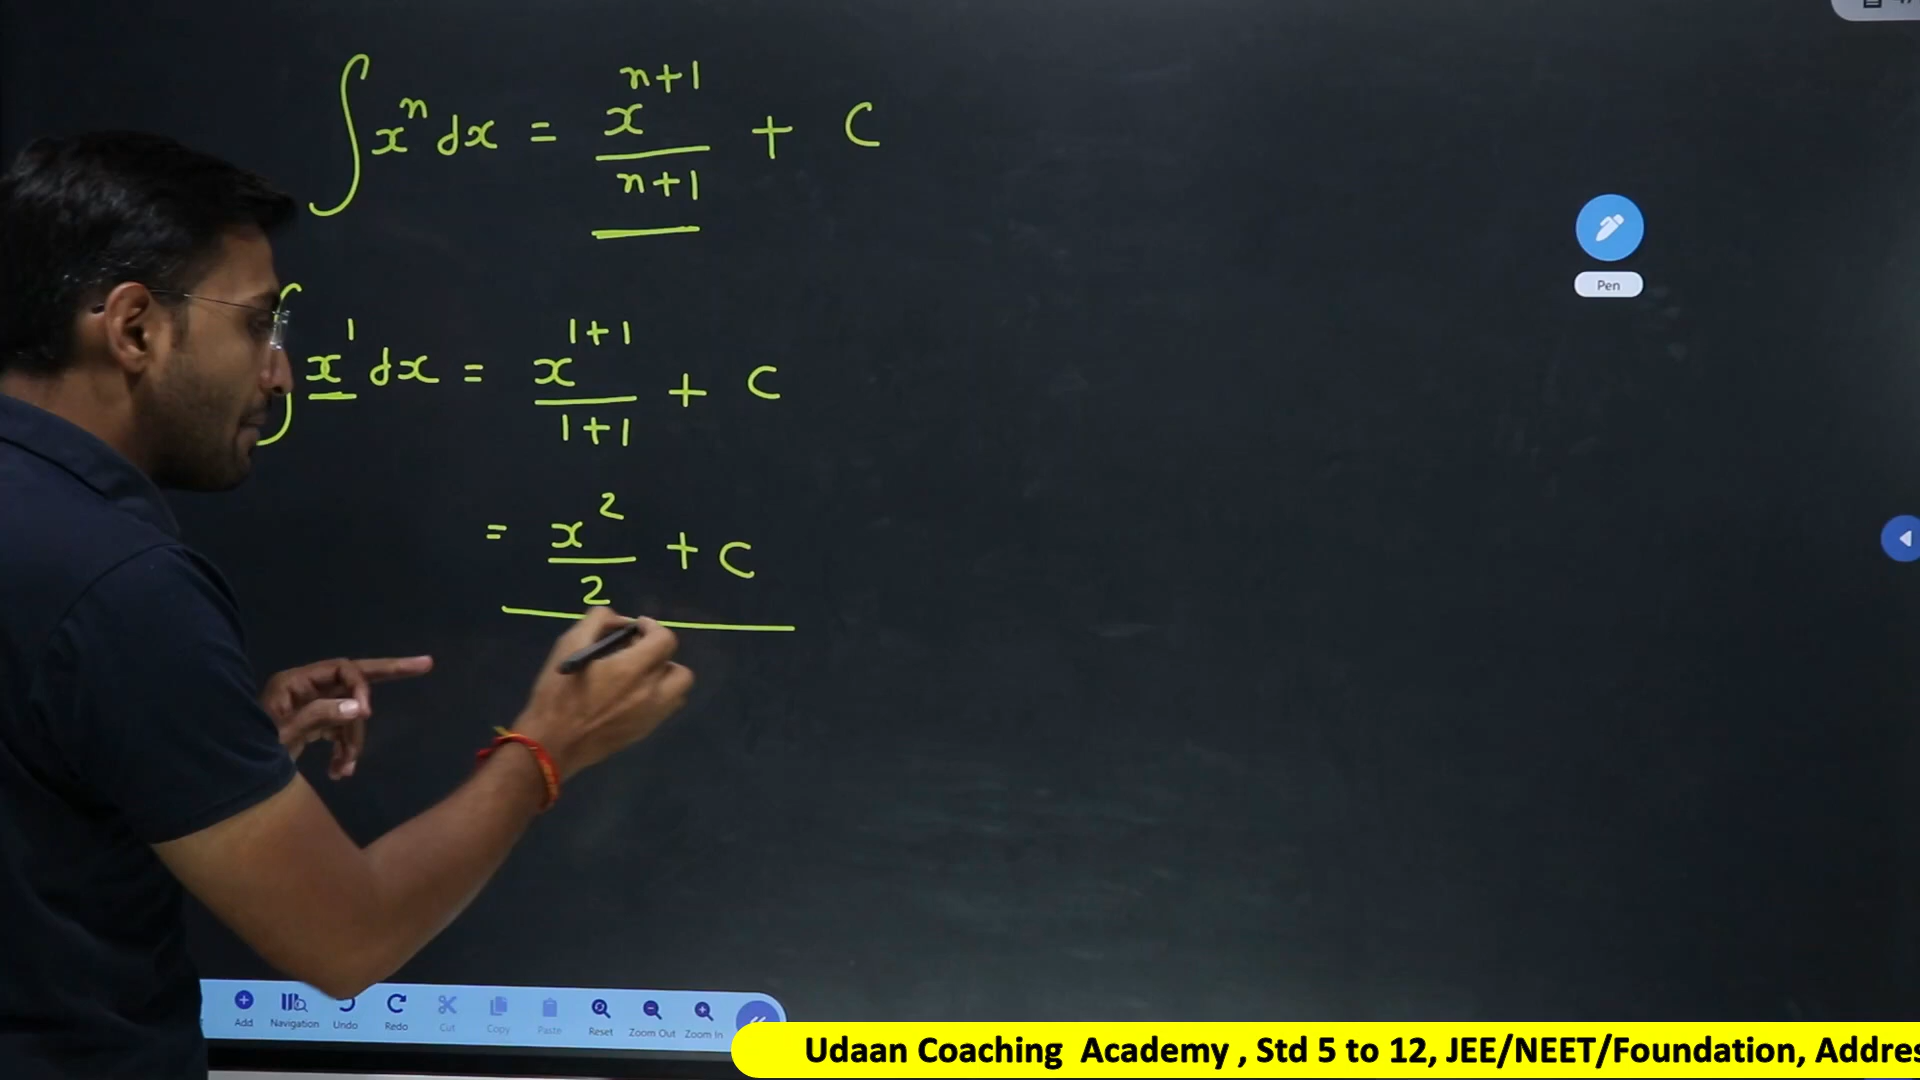 ∫xⁿ dx = xⁿ⁺¹/n+1 + C
∫x¹ dx = x¹⁺¹/1+1 + C
= x²/2 + C
Pen
Add Navigation Undo Redo Cut Copy Paste Reset Zoom Out Zoom In
Udaan Coaching Academy , Std 5 to 12, JEE/NEET/Foundation, Addres